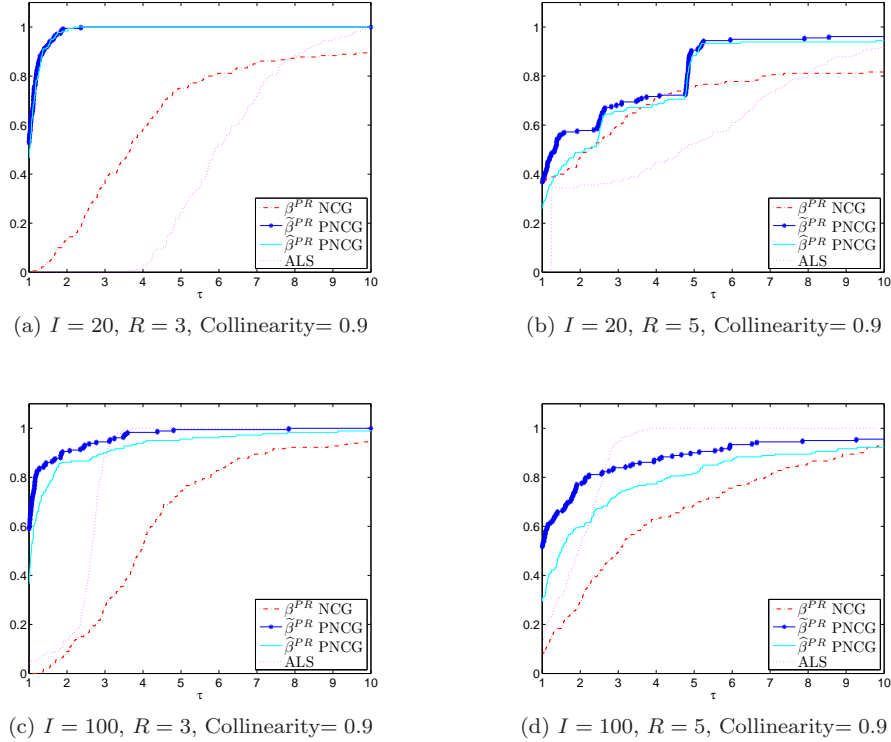 1
0.8
0.6
0.4
0.2
0
1 2 3 4 5 6 7 8 9 10
τ
β^{PR} NCG
β̃^{PR} PNCG
β̂^{PR} PNCG
ALS
(a) I = 20, R = 3, Collinearity= 0.9
1
0.8
0.6
0.4
0.2
0
1 2 3 4 5 6 7 8 9 10
τ
β^{PR} NCG
β̃^{PR} PNCG
β̂^{PR} PNCG
ALS
(b) I = 20, R = 5, Collinearity= 0.9
1
0.8
0.6
0.4
0.2
0
1 2 3 4 5 6 7 8 9 10
τ
β^{PR} NCG
β̃^{PR} PNCG
β̂^{PR} PNCG
ALS
(c) I = 100, R = 3, Collinearity= 0.9
1
0.8
0.6
0.4
0.2
0
1 2 3 4 5 6 7 8 9 10
τ
β^{PR} NCG
β̃^{PR} PNCG
β̂^{PR} PNCG
ALS
(d) I = 100, R = 5, Collinearity= 0.9